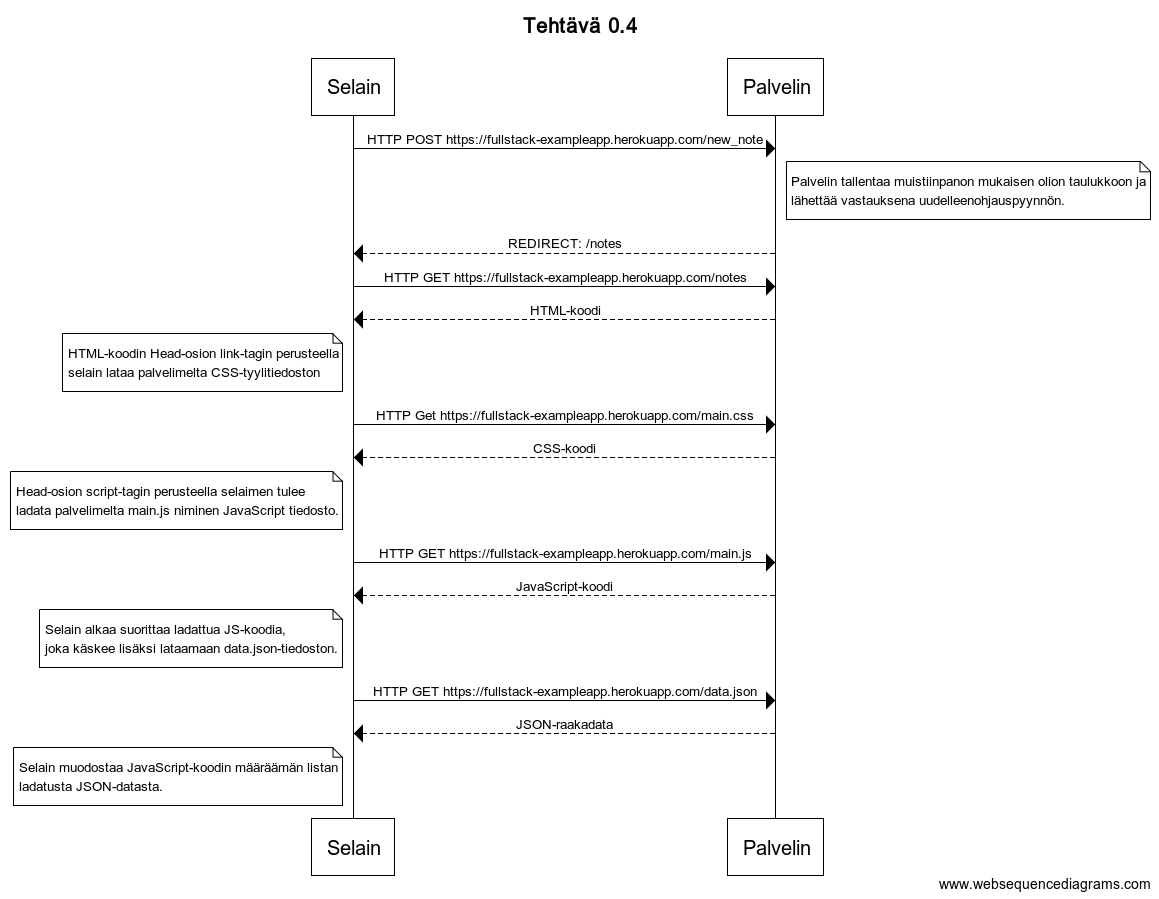 Tehtävä 0.4
Selain
Palvelin
HTTP POST https://fullstack-exampleapp.herokuapp.com/new_note
Palvelin tallentaa muistiinpanon mukaisen olion taulukkoon ja
lähettää vastauksena uudelleenohjauspyynnön.
REDIRECT: /notes
HTTP GET https://fullstack-exampleapp.herokuapp.com/notes
HTML-koodi
HTML-koodin Head-osion link-tagin perusteella
selain lataa palvelimelta CSS-tyylitiedoston
HTTP Get https://fullstack-exampleapp.herokuapp.com/main.css
CSS-koodi
Head-osion script-tagin perusteella selaimen tulee
ladata palvelimelta main.js niminen JavaScript tiedosto.
HTTP GET https://fullstack-exampleapp.herokuapp.com/main.js
JavaScript-koodi
Selain alkaa suorittaa ladattua JS-koodia,
joka käskee lisäksi lataamaan data.json-tiedoston.
HTTP GET https://fullstack-exampleapp.herokuapp.com/data.json
JSON-raakadata
Selain muodostaa JavaScript-koodin määräämän listan
ladatusta JSON-datasta.
Selain
Palvelin
www.websequencediagrams.com